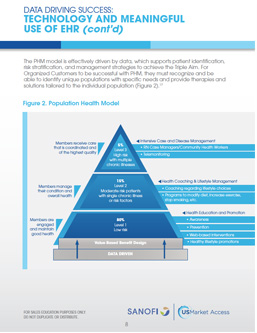 DATA DRIVING SUCCESS:
TECHNOLOGY AND MEANINGFUL
USE OF EHR (cont'd)
The PHM model is effectively driven by data, which supports patient identification,
risk stratification, and management strategies to achieve the Triple Aim. For
Organized Customers to be successful with PHM, they must recognize and be
able to identify unique populations with specific needs and provide therapies and
solutions tailored to the individual population (Figure 2).
Figure 2. Population Health Model
Members receive care
that is coordinated and
of the highest quality
5%
Level 3
High risk
with multiple
chronic illnesses
Intensive Care and Disease Management
• RN Case Managers/Community Health Workers
• Telemonitoring
Members manage
their condition and
overall health
15%
Level 2
Moderate risk patients
with single chronic illness
or risk factors
Health Coaching & Lifestyle Management
• Coaching regarding lifestyle choices
• Programs to modify diet, increase exercise,
stop smoking, etc.
Members are
engaged
and maintain
good health
80%
Level 1
Low risk
Health Education and Promotion
• Awareness
• Prevention
• Risk-based interventions
• Healthy lifestyle promotions
Value-Based Benefit Design
DATA DRIVEN
FOR SALES EDUCATION PURPOSES ONLY.
DO NOT DUPLICATE OR DISTRIBUTE.
SANOFI
USMarket Access
8